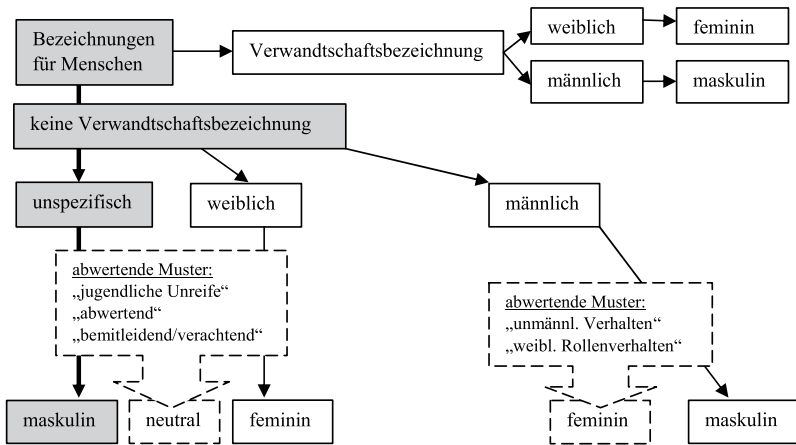 Bezeichnungen
für Menschen
Verwandtschaftsbezeichnung
weiblich
feminin
männlich
maskulin
keine Verwandtschaftsbezeichnung
unspezifisch
weiblich
männlich
abwertende Muster:
„jugendliche Unreife“
„abwertend“
„bemitleidend/verachtend“
abwertende Muster:
„unmännl. Verhalten“
„weibl. Rollenverhalten“
maskulin
neutral
feminin
feminin
maskulin